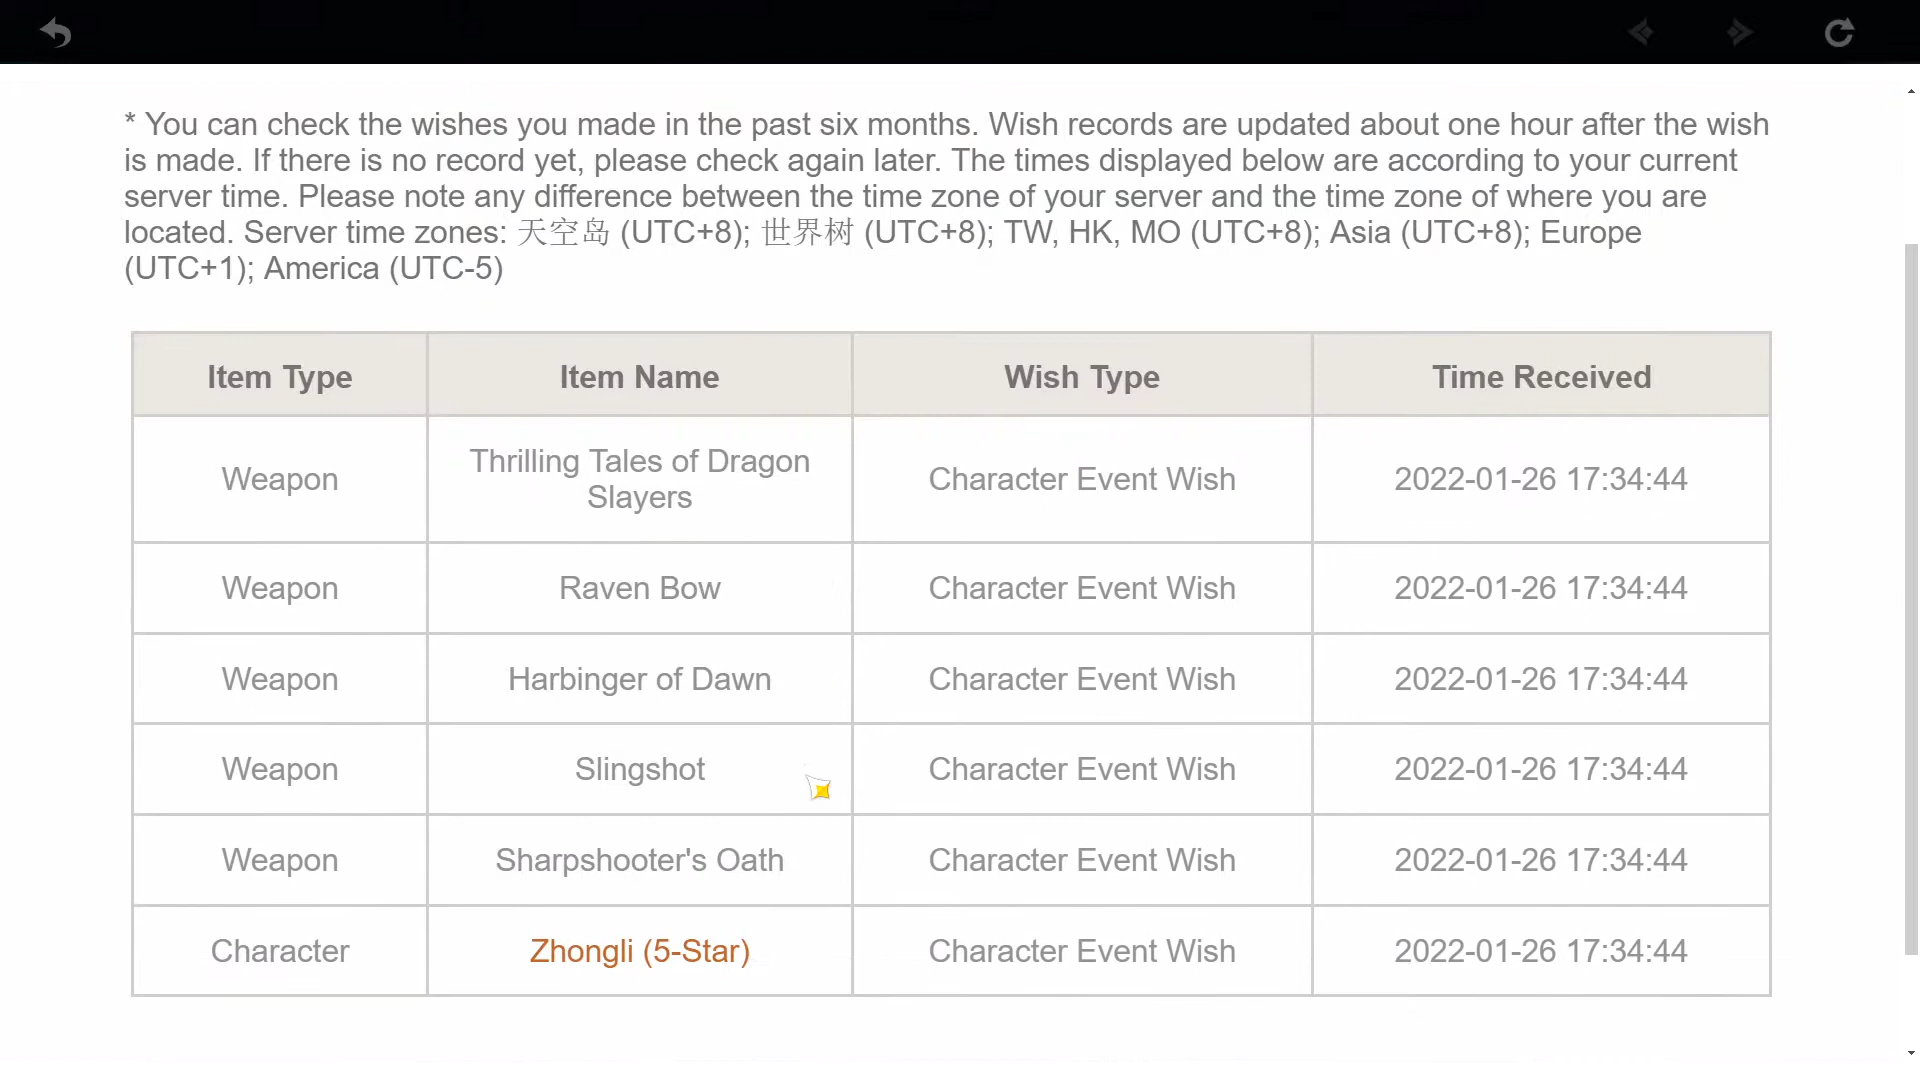 * You can check the wishes you made in the past six months. Wish records are updated about one hour after the wish
is made. If there is no record yet, please check again later. The times displayed below are according to your current
server time. Please note any difference between the time zone of your server and the time zone of where you are
located. Server time zones: 天空岛 (UTC+8); 世界树 (UTC+8); TW, HK, MO (UTC+8); Asia (UTC+8); Europe
(UTC+1); America (UTC-5)
Item Type Item Name Wish Type Time Received
Weapon Thrilling Tales of Dragon
Slayers Character Event Wish 2022-01-26 17:34:44
Weapon Raven Bow Character Event Wish 2022-01-26 17:34:44
Weapon Harbinger of Dawn Character Event Wish 2022-01-26 17:34:44
Weapon Slingshot Character Event Wish 2022-01-26 17:34:44
Weapon Sharpshooter's Oath Character Event Wish 2022-01-26 17:34:44
Character Zhongli (5-Star) Character Event Wish 2022-01-26 17:34:44